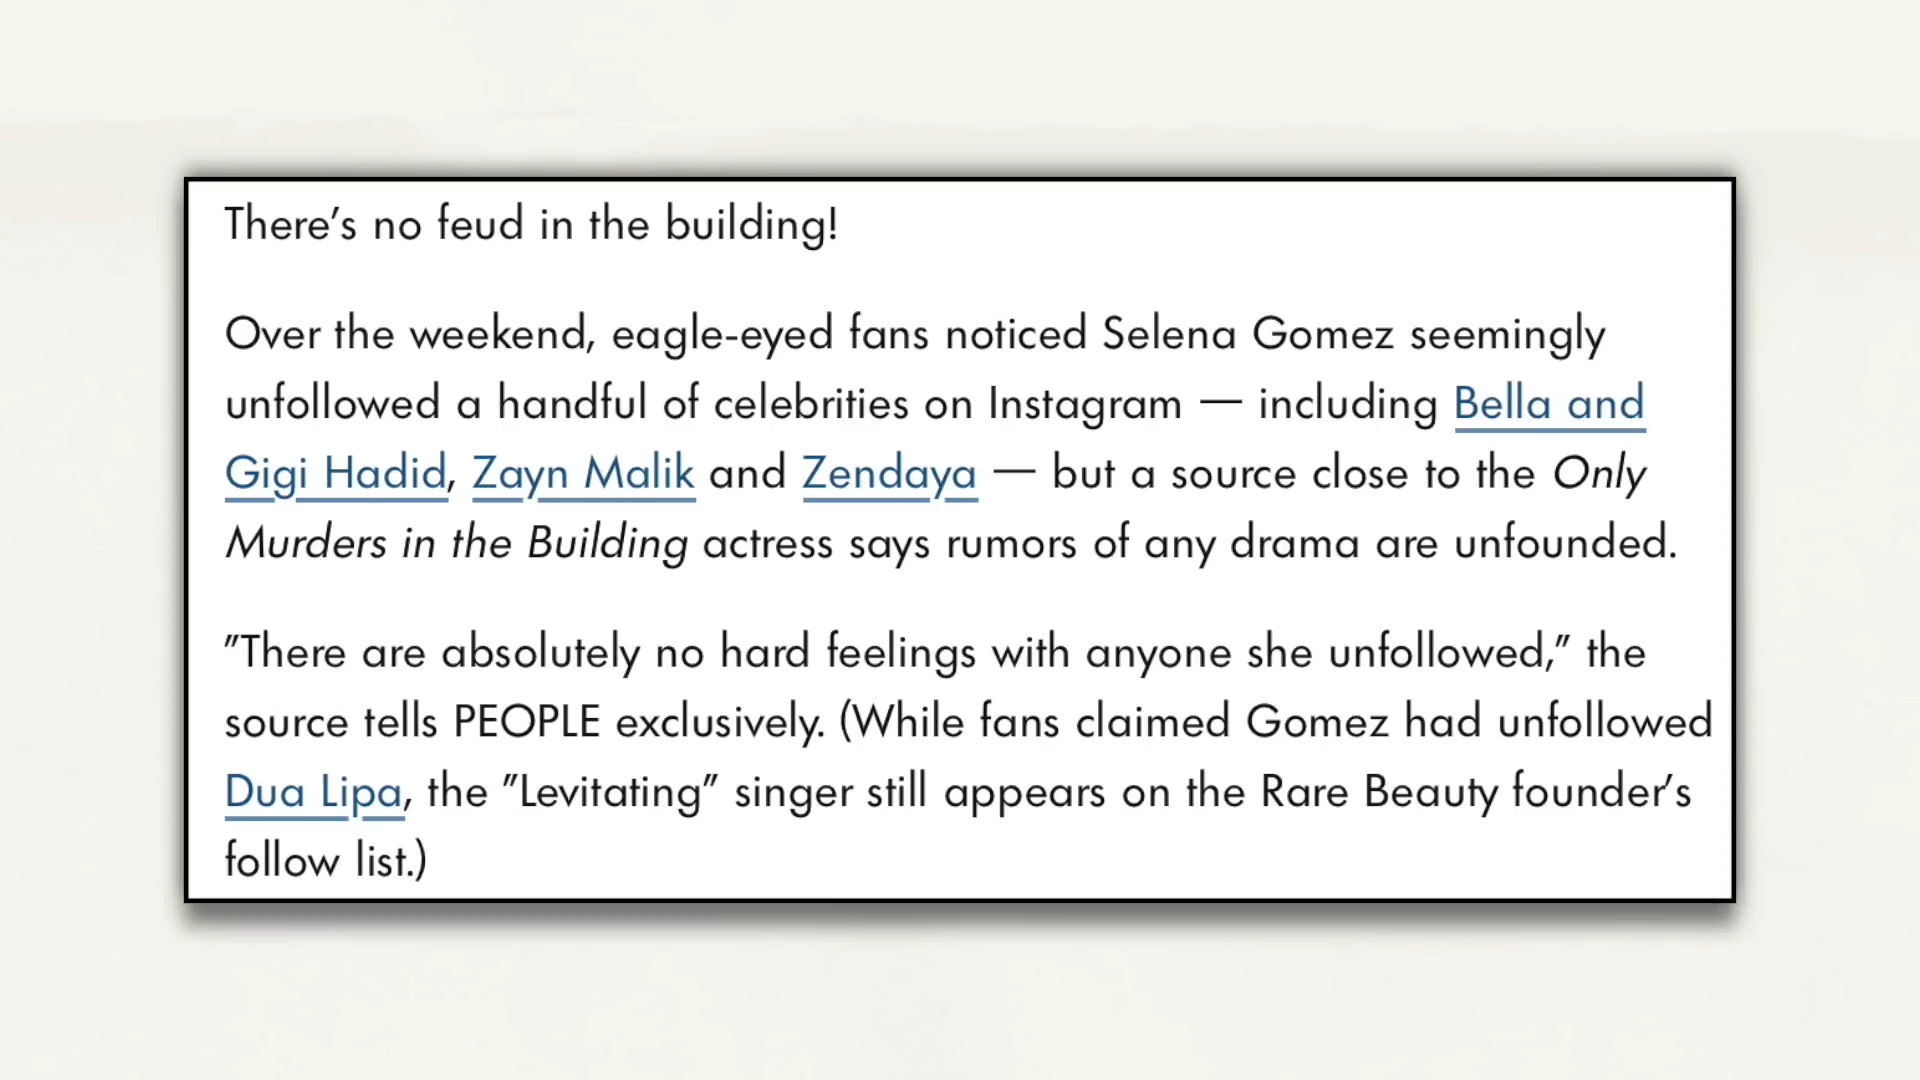 There’s no feud in the building!
Over the weekend, eagle-eyed fans noticed Selena Gomez seemingly
unfollowed a handful of celebrities on Instagram — including Bella and
Gigi Hadid, Zayn Malik and Zendaya — but a source close to the Only
Murders in the Building actress says rumors of any drama are unfounded.
"There are absolutely no hard feelings with anyone she unfollowed,” the
source tells PEOPLE exclusively. (While fans claimed Gomez had unfollowed
Dua Lipa, the "Levitating” singer still appears on the Rare Beauty founder’s
follow list.)